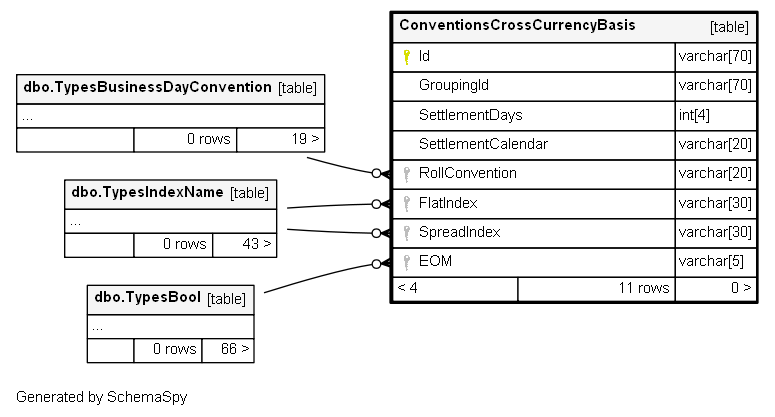 ConventionsCrossCurrencyBasis [table]
Id varchar[70]
GroupingId varchar[70]
SettlementDays int[4]
SettlementCalendar varchar[20]
RollConvention varchar[20]
FlatIndex varchar[30]
SpreadIndex varchar[30]
EOM varchar[5]
< 4 11 rows 0 >
dbo.TypesBusinessDayConvention [table]
...
0 rows 19 >
dbo.TypesIndexName [table]
...
0 rows 43 >
dbo.TypesBool [table]
...
0 rows 66 >
Generated by SchemaSpy